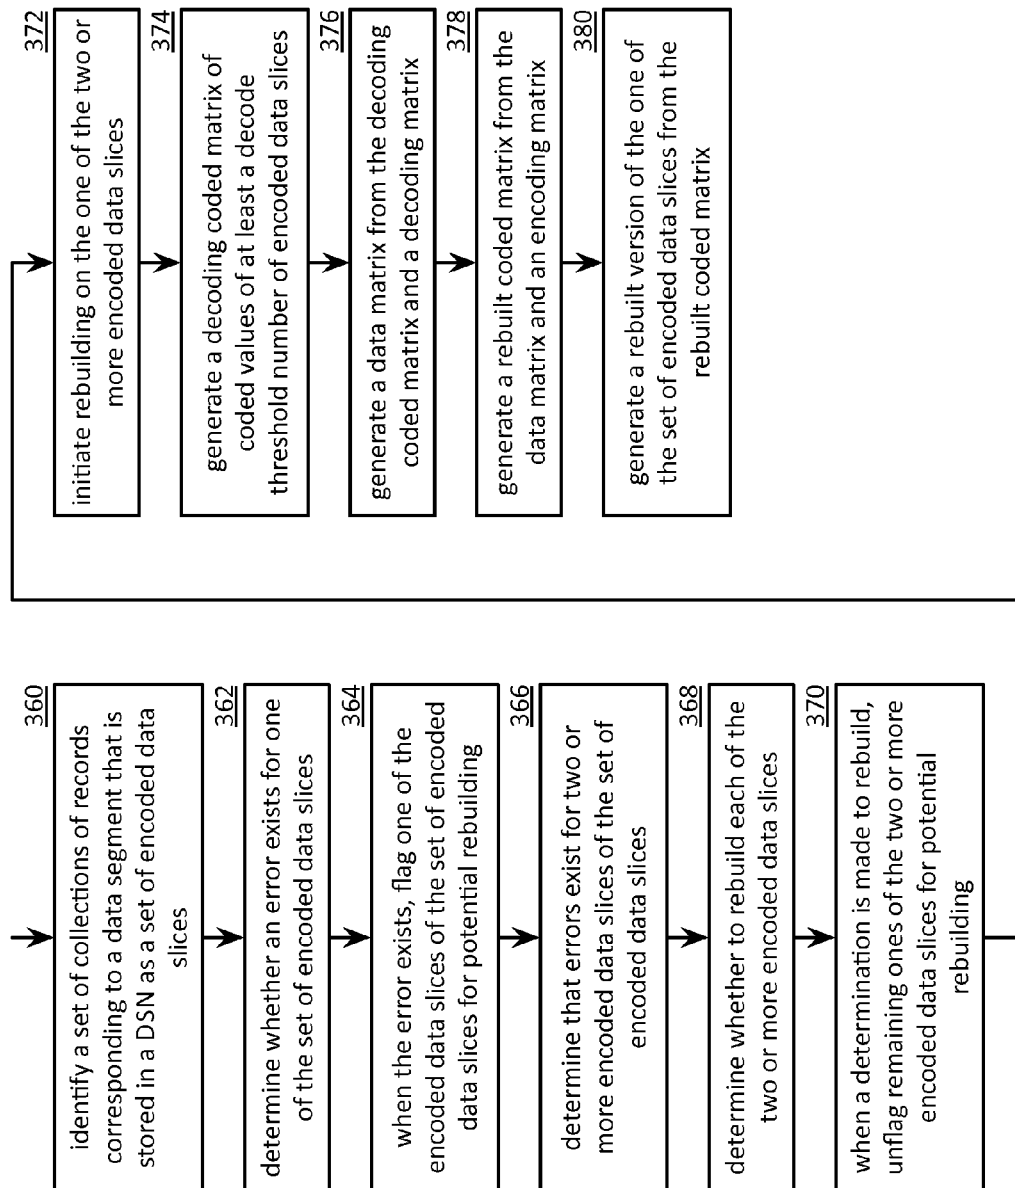 360
identify a set of collections of records
corresponding to a data segment that is
stored in a DSN as a set of encoded data
slices
362
determine whether an error exists for one
of the set of encoded data slices
364
when the error exists, flag one of the
encoded data slices of the set of encoded
data slices for potential rebuilding
366
determine that errors exist for two or
more encoded data slices of the set of
encoded data slices
368
determine whether to rebuild each of the
two or more encoded data slices
370
when a determination is made to rebuild,
unflag remaining ones of the two or more
encoded data slices for potential
rebuilding
372
initiate rebuilding on the one of the two or
more encoded data slices
374
generate a decoding coded matrix of
coded values of at least a decode
threshold number of encoded data slices
376
generate a data matrix from the decoding
coded matrix and a decoding matrix
378
generate a rebuilt coded matrix from the
data matrix and an encoding matrix
380
generate a rebuilt version of the one of
the set of encoded data slices from the
rebuilt coded matrix